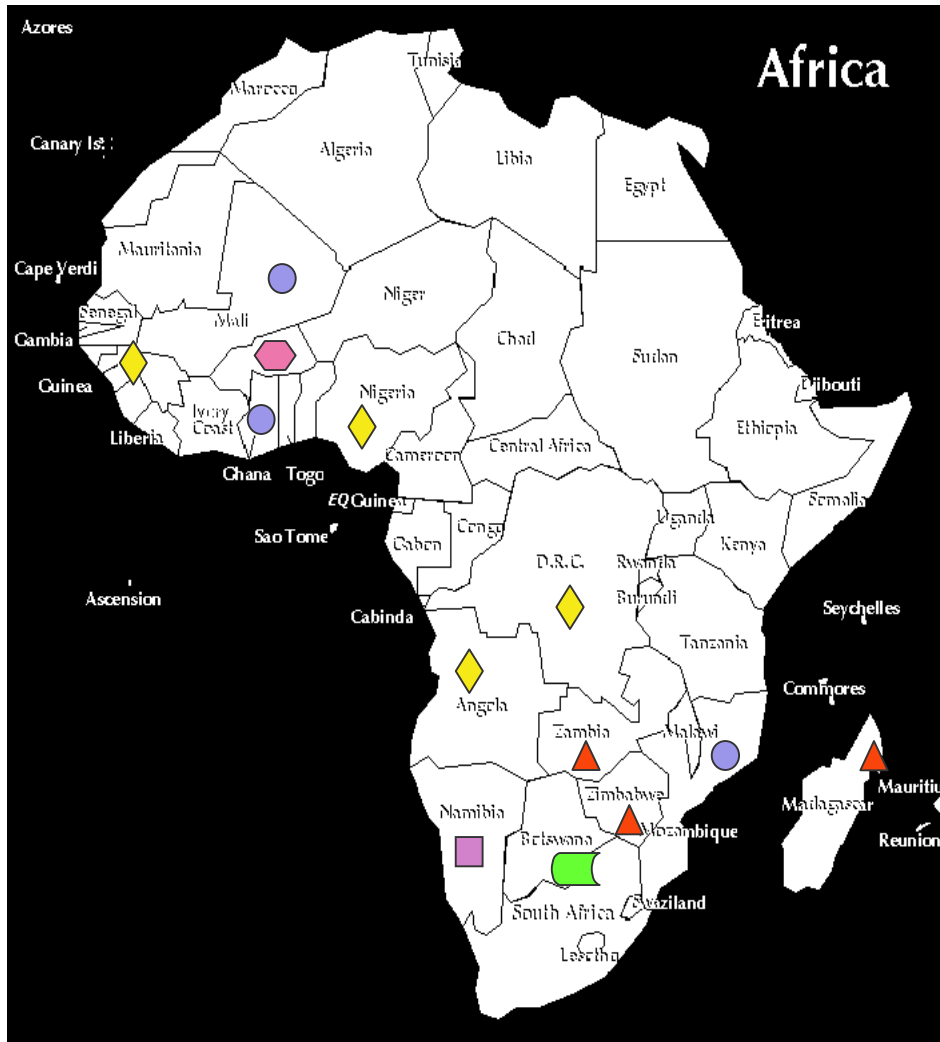 Azores
Africa
Tunisia
Morocco
Canary Is.
Algeria
Libia
Egypt
Mauritania
Cape Verdi
Niger
Senegal
Mali
Chad
Eritrea
Gambia
Sudan
Djibouti
Guinea
Nigeria
Ivory
Coast
Ethiopia
Liberia
Central Africa
Cameroon
Ghana
Togo
EQ Guinea
Somalia
Uganda
Congo
Sao Tome
Gabon
Kenya
D.R.C.
Rwanda
Ascension
Burundi
Seychelles
Cabinda
Tanzania
Commores
Angola
Zambia
Malawi
Mauritiu
Zimbabwe
Madagascar
Namibia
Mozambique
Botswana
Reunion
Swaziland
South Africa
Lesotho